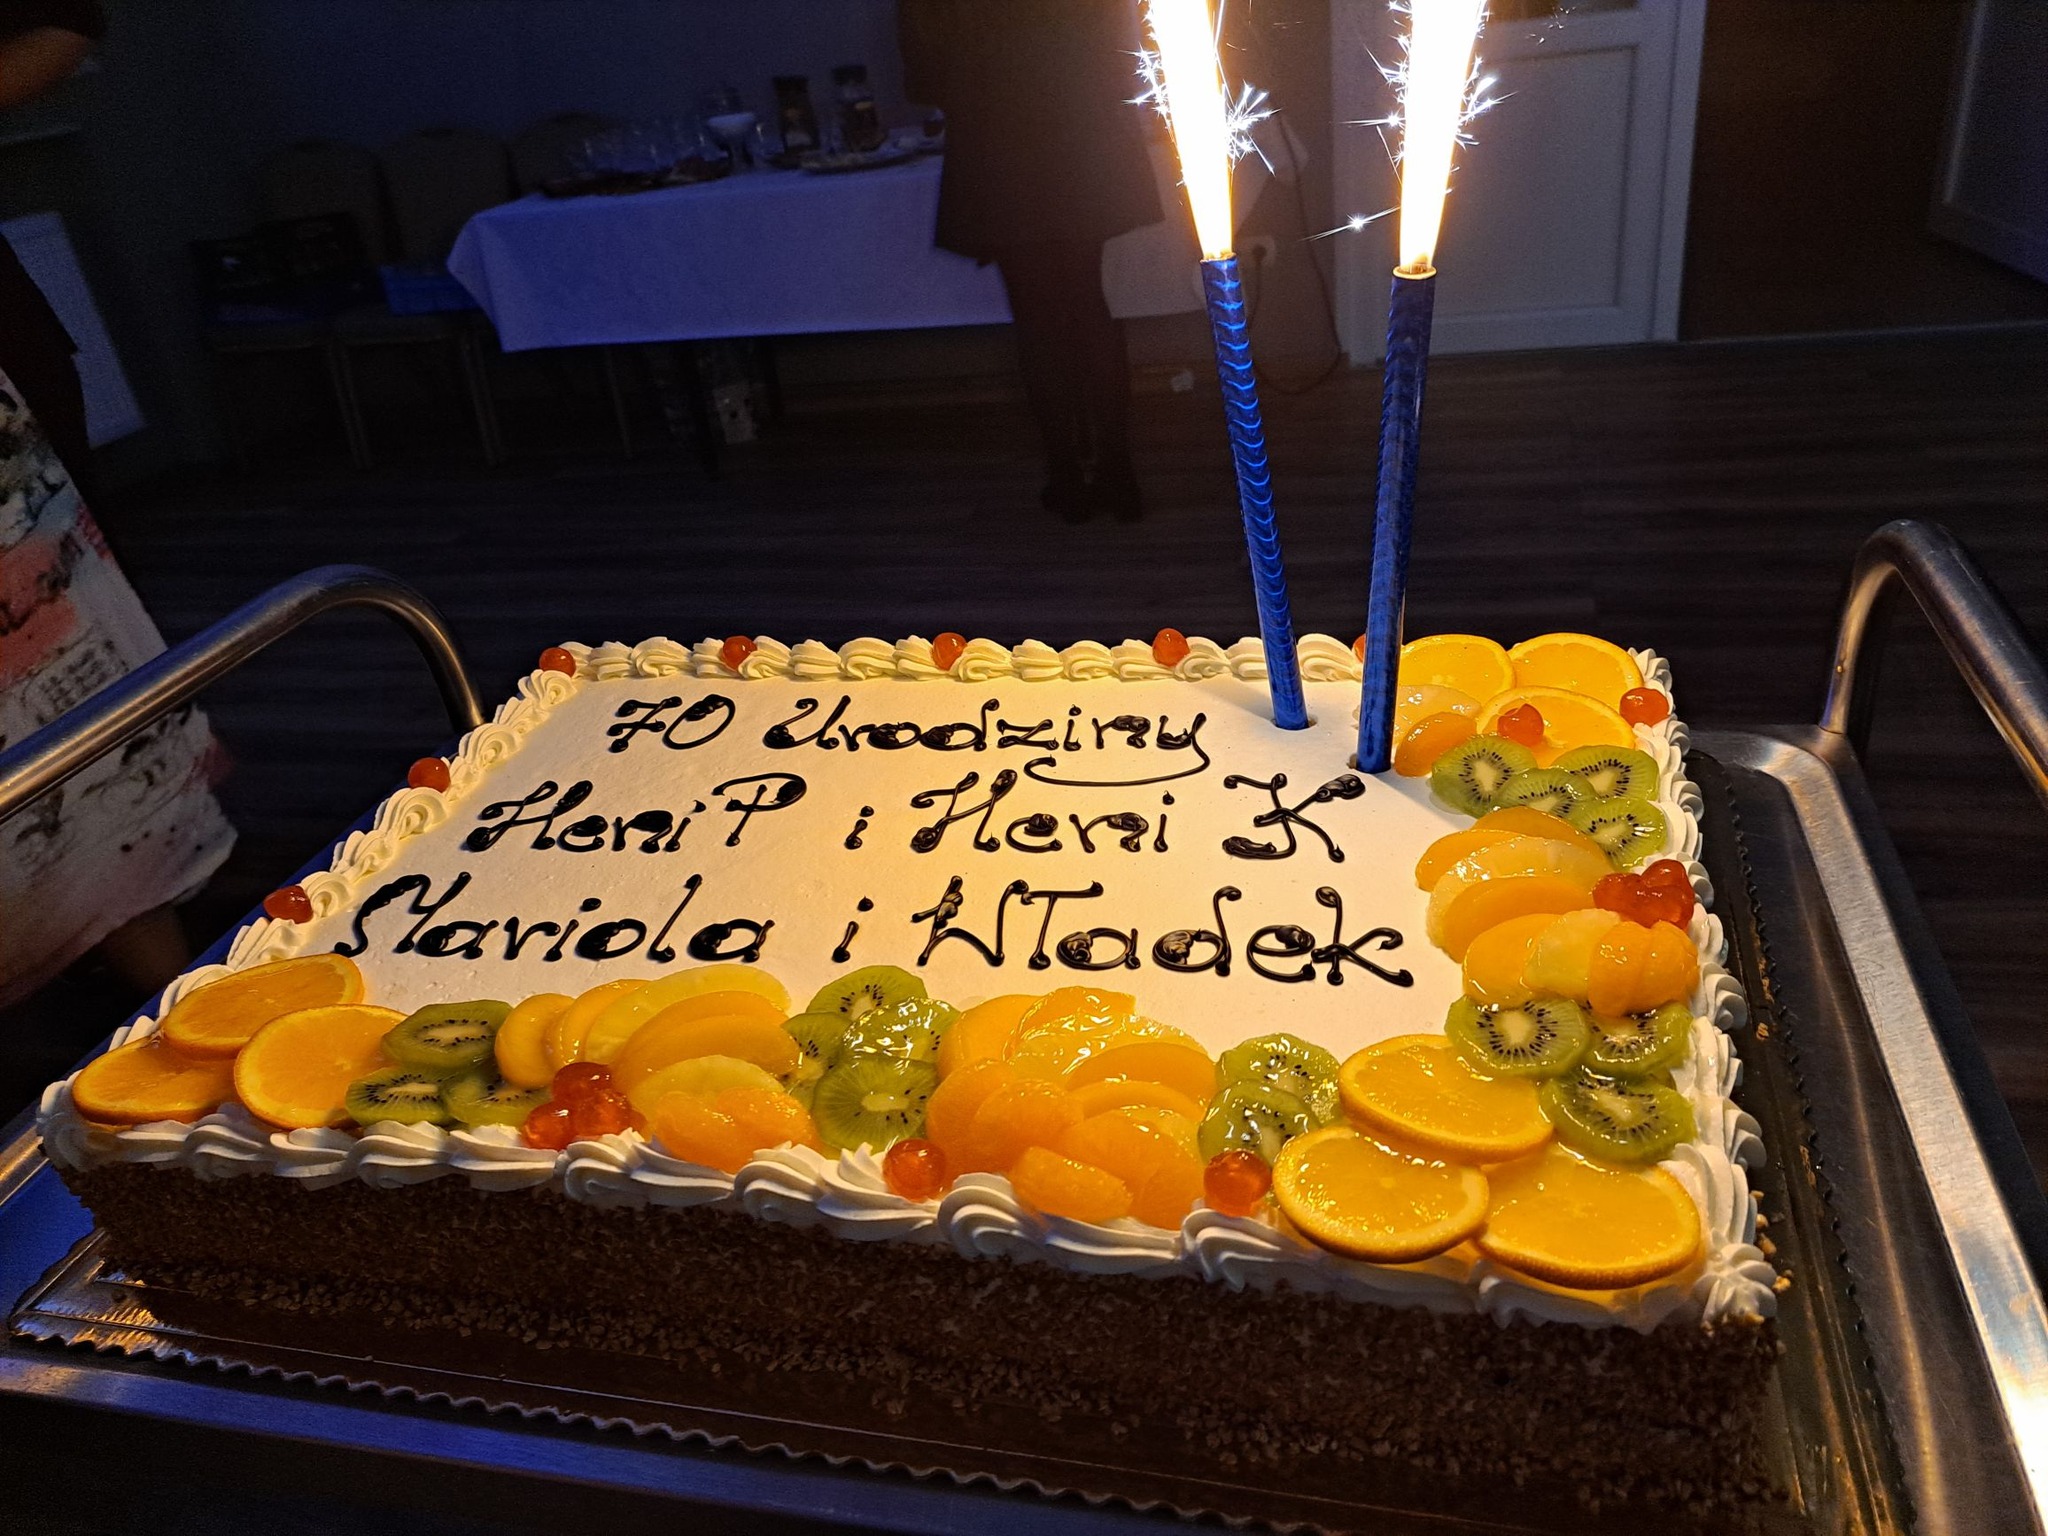 70 Urodziny
Heni P i Heni K
Mariola i Władek